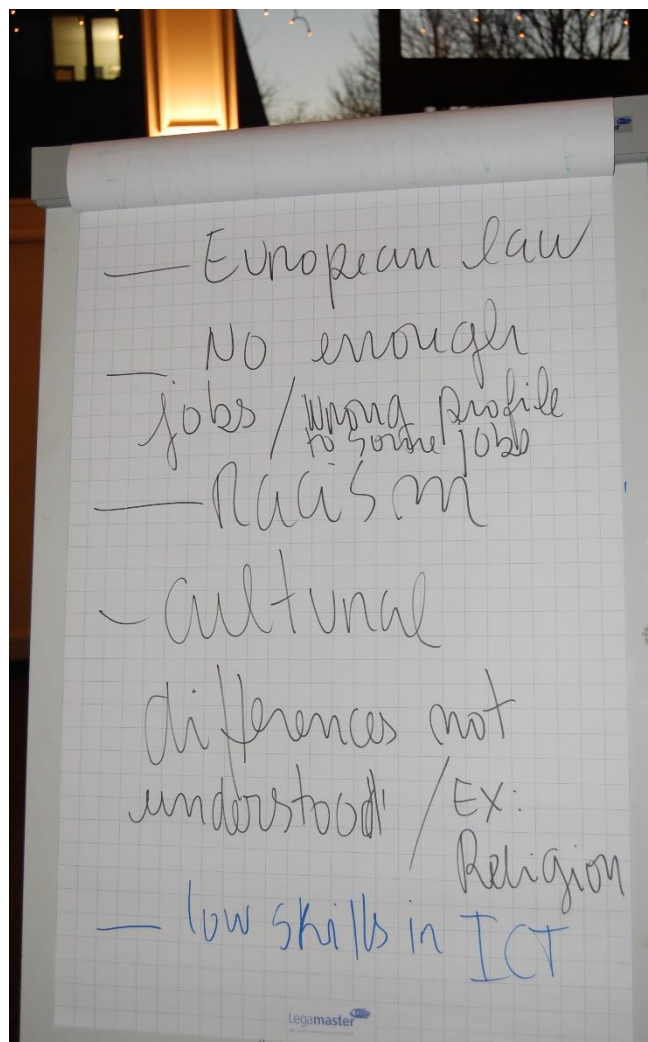 — European law
— No enough
jobs / wrong profile
to some jobs
— Racism
- cultural
differences not
understood / Ex:
Religion
— low skills in ICT
Legamaster